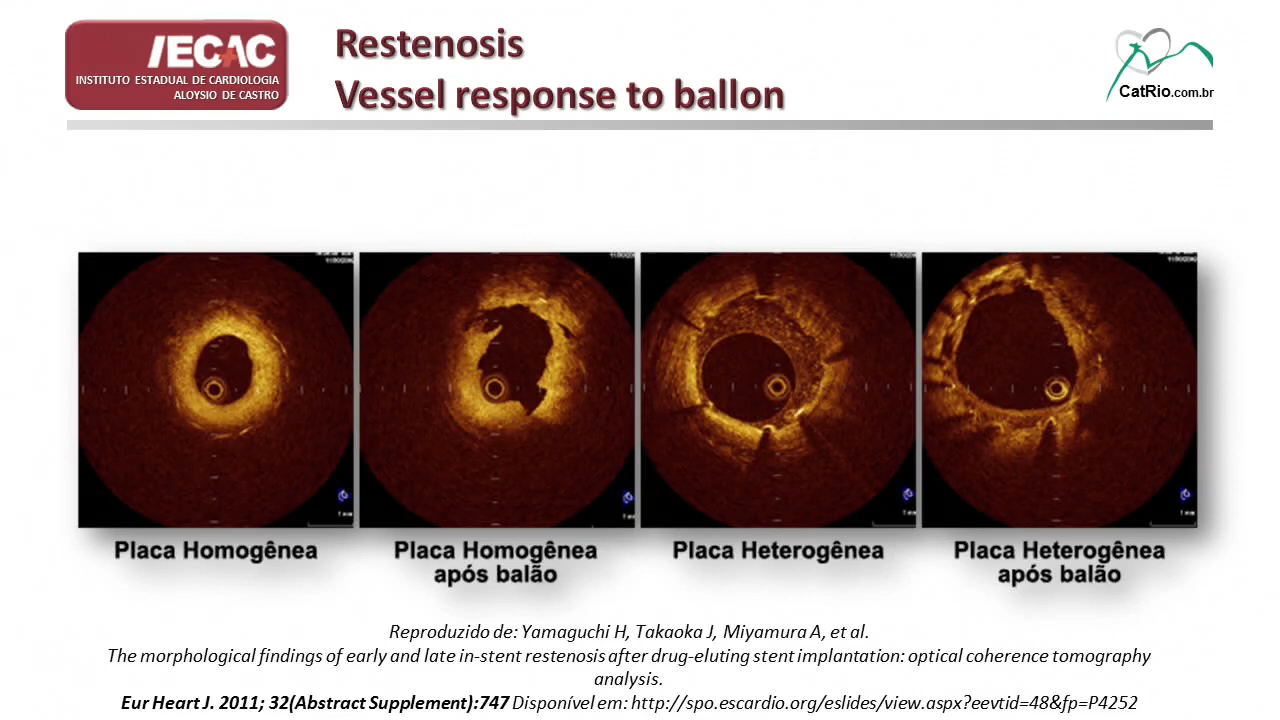 IECAC
INSTITUTO ESTADUAL DE CARDIOLOGIA
ALOYSIO DE CASTRO
Restenosis
Vessel response to ballon
CatRio.com.br
Placa Homogênea
Placa Homogênea
após balão
Placa Heterogênea
Placa Heterogênea
após balão
Reproduzido de: Yamaguchi H, Takaoka J, Miyamura A, et al.
The morphological findings of early and late in-stent restenosis after drug-eluting stent implantation: optical coherence tomography
analysis.
Eur Heart J. 2011; 32(Abstract Supplement):747 Disponível em: http://spo.escardio.org/eslides/view.aspx?eevtid=48&fp=P4252